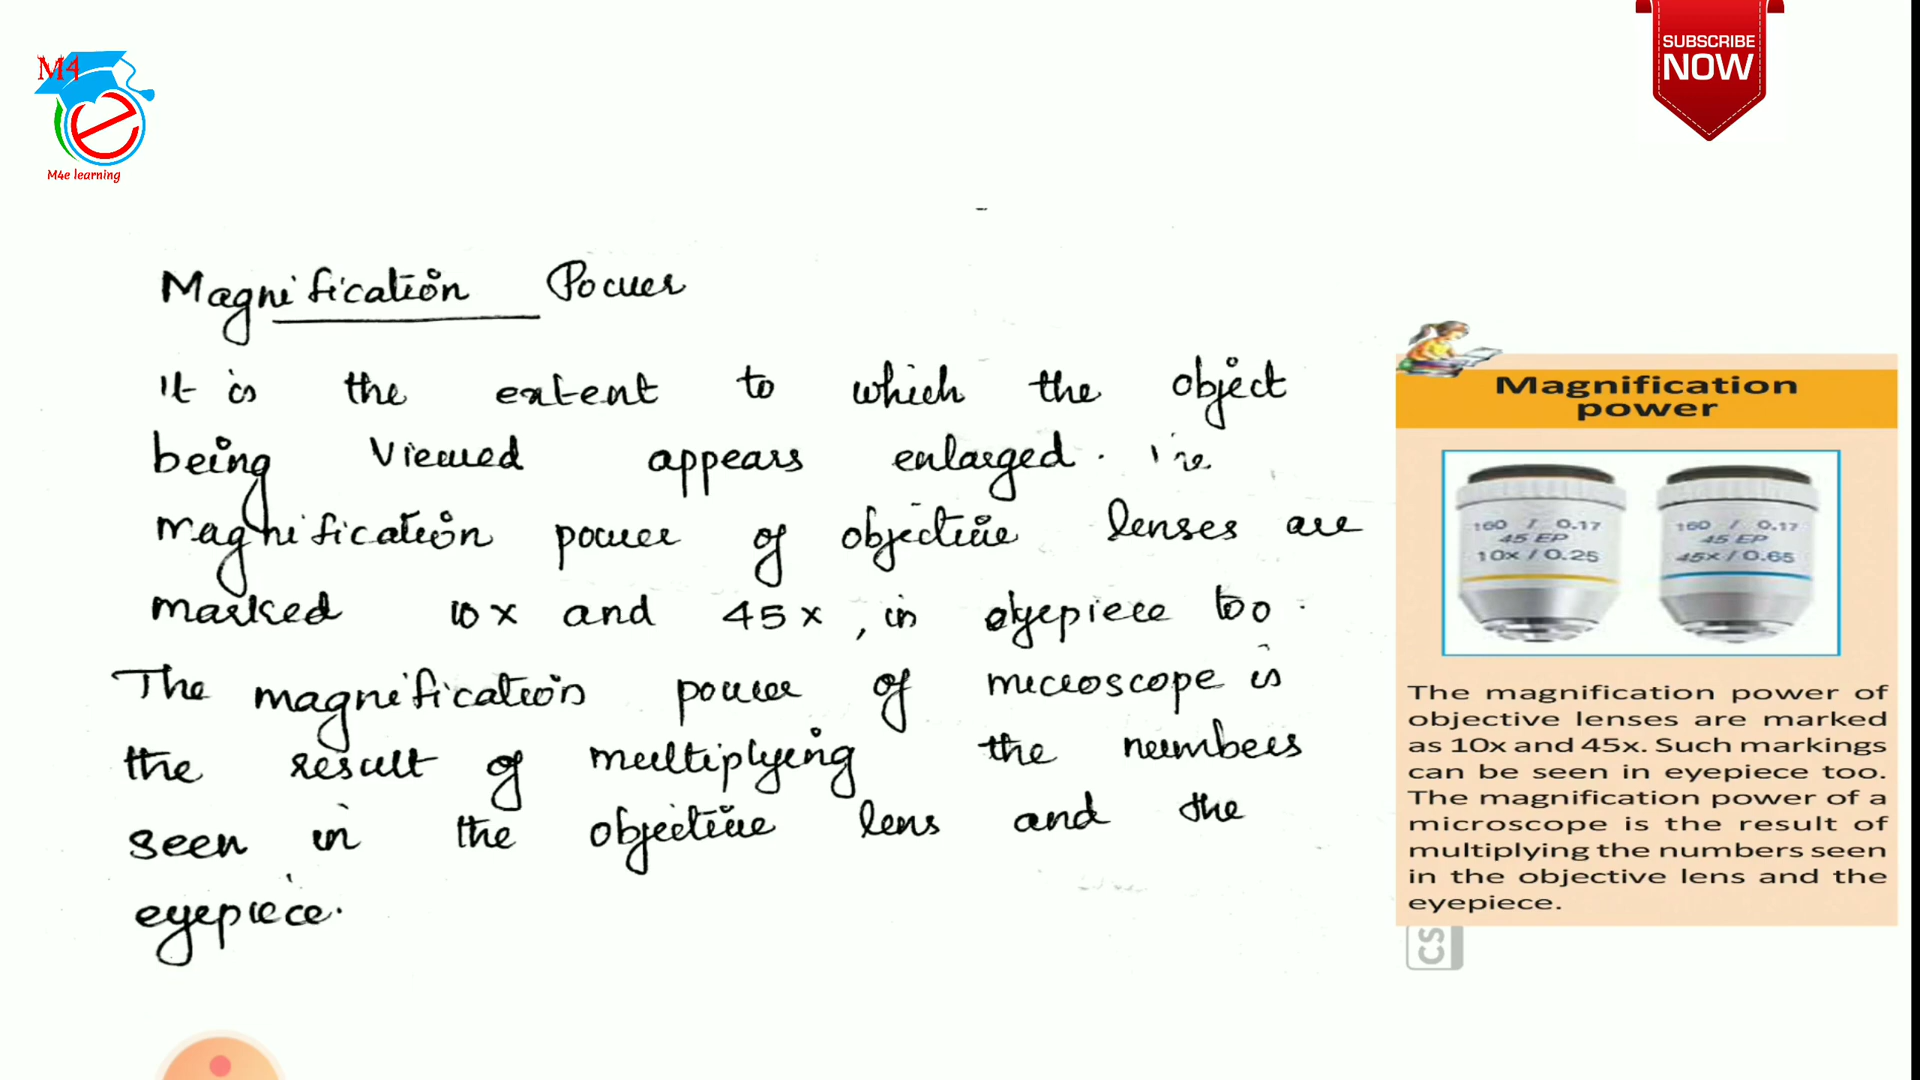 M4
M4e learning
SUBSCRIBE
NOW
Magnification Power
It is the extent to which the object
being viewed appears enlarged. The
magnification power of objective lenses are
marked 10x and 45x, in eyepiece too.
The magnification power of microscope is
the result of multiplying the numbers
seen in the objective lens and the
eyepiece.
Magnification
power
160 / 0.17
45 EP
10x / 0.25
160 / 0.17
45 EP
45x / 0.65
The magnification power of
objective lenses are marked
as 10x and 45x. Such markings
can be seen in eyepiece too.
The magnification power of a
microscope is the result of
multiplying the numbers seen
in the objective lens and the
eyepiece.
CS